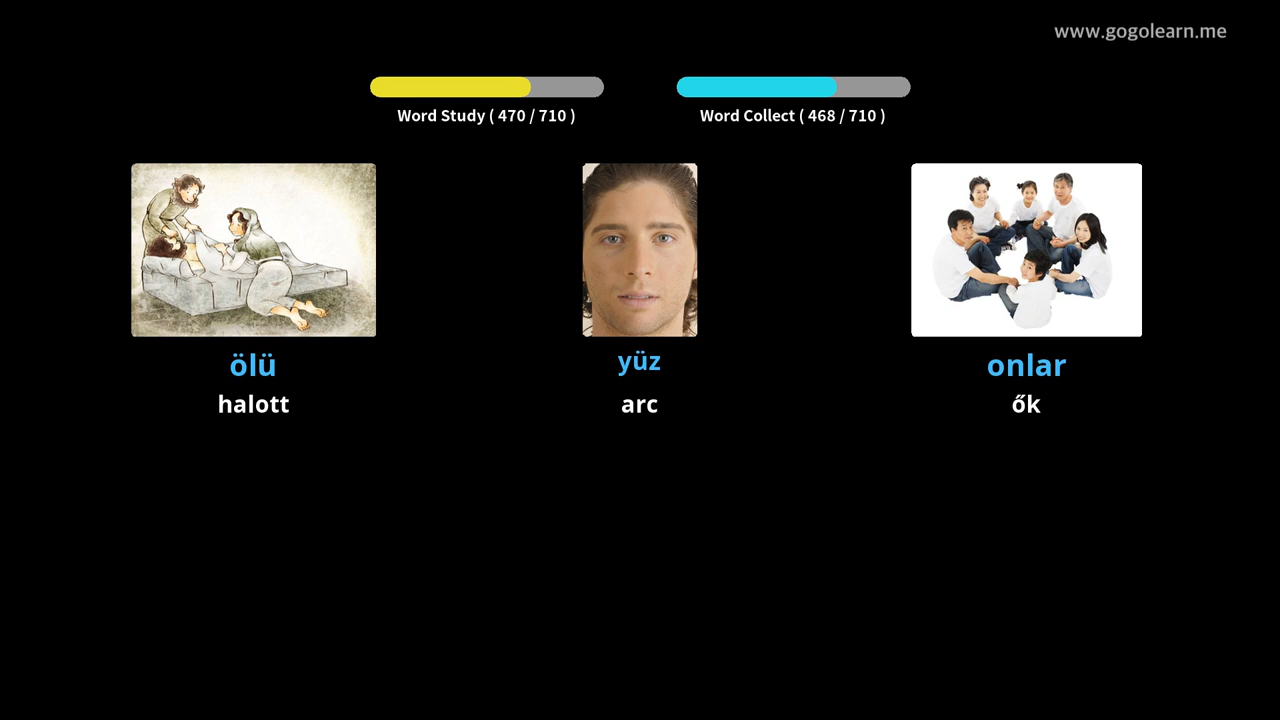 www.gogolearn.me
Word Study ( 470 / 710 )
Word Collect ( 468 / 710 )
ölü
halott
yüz
arc
onlar
ők